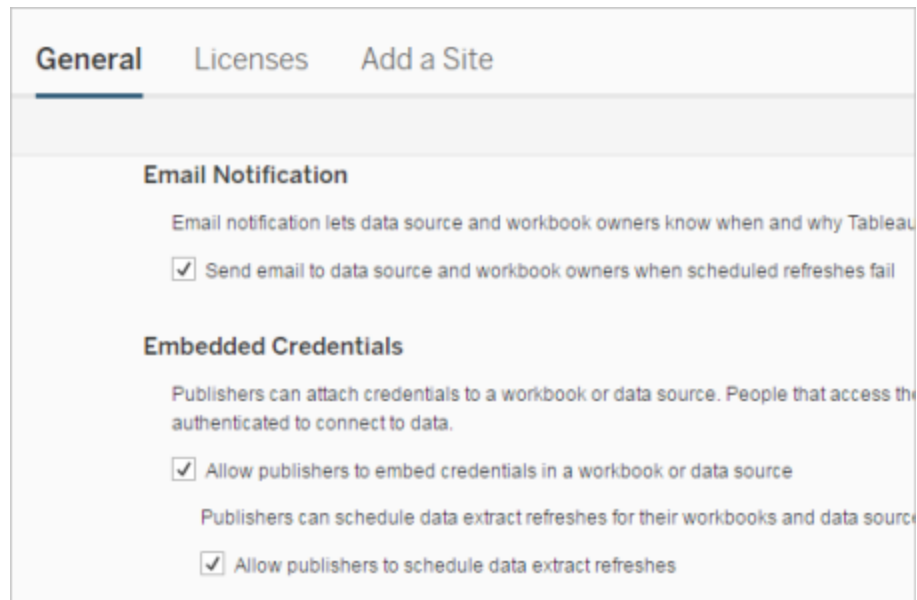 General Licenses Add a Site
Email Notification
Email notification lets data source and workbook owners know when and why Tableau
Send email to data source and workbook owners when scheduled refreshes fail
Embedded Credentials
Publishers can attach credentials to a workbook or data source. People that access the
authenticated to connect to data.
Allow publishers to embed credentials in a workbook or data source
Publishers can schedule data extract refreshes for their workbooks and data source
Allow publishers to schedule data extract refreshes